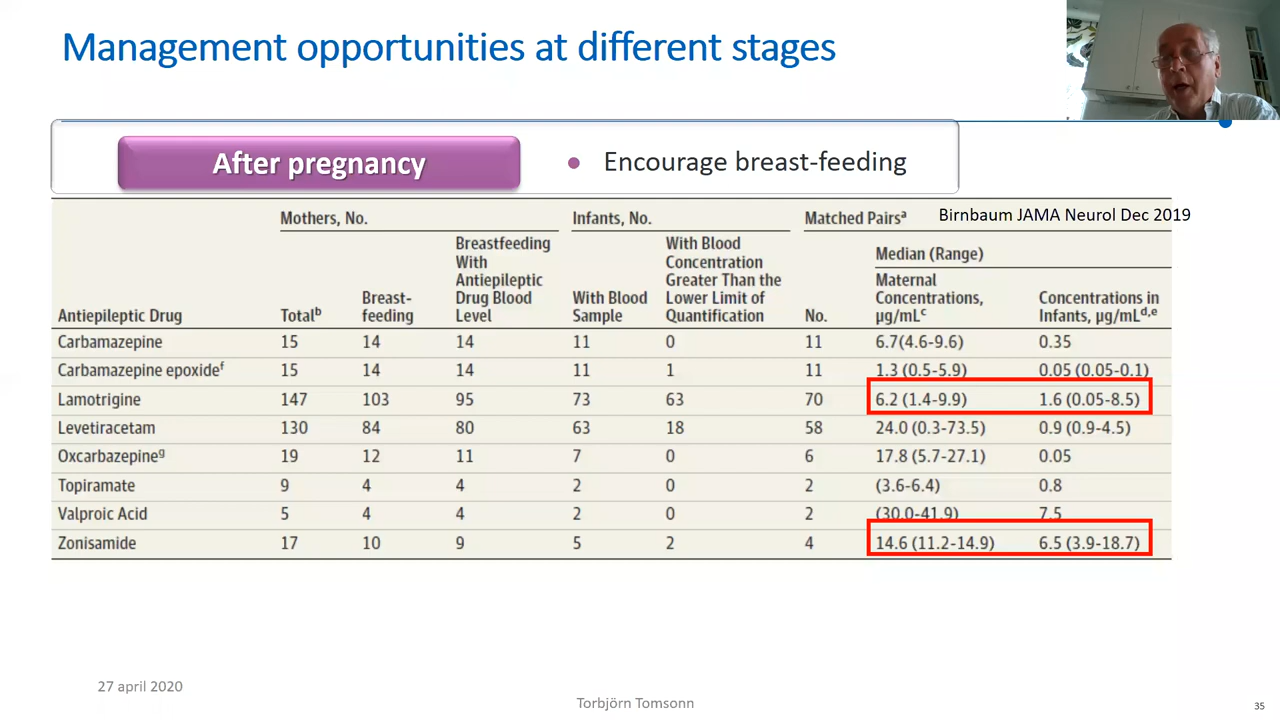 Management opportunities at different stages
After pregnancy
• Encourage breast-feeding
Birnbaum JAMA Neurol Dec 2019
Mothers, No. Infants, No. Matched Pairsᵃ
Median (Range)
Antiepileptic Drug Totalᵇ Breast-feeding Breastfeeding With Antiepileptic Drug Blood Level With Blood Sample With Blood Concentration Greater Than the Lower Limit of Quantification No. Maternal Concentrations, µg/mLᶜ Concentrations in Infants, µg/mLᵈ,ᵉ
Carbamazepine 15 14 14 11 0 11 6.7(4.6-9.6) 0.35
Carbamazepine epoxideᶠ 15 14 14 11 1 11 1.3 (0.5-5.9) 0.05 (0.05-0.1)
Lamotrigine 147 103 95 73 63 70 6.2 (1.4-9.9) 1.6 (0.05-8.5)
Levetiracetam 130 84 80 63 18 58 24.0 (0.3-73.5) 0.9 (0.9-4.5)
Oxcarbazepineᵍ 19 12 11 7 0 6 17.8 (5.7-27.1) 0.05
Topiramate 9 4 4 2 0 2 (3.6-6.4) 0.8
Valproic Acid 5 4 4 2 0 2 (30.0-41.9) 7.5
Zonisamide 17 10 9 5 2 4 14.6 (11.2-14.9) 6.5 (3.9-18.7)
27 april 2020
Torbjörn Tomsonn
35